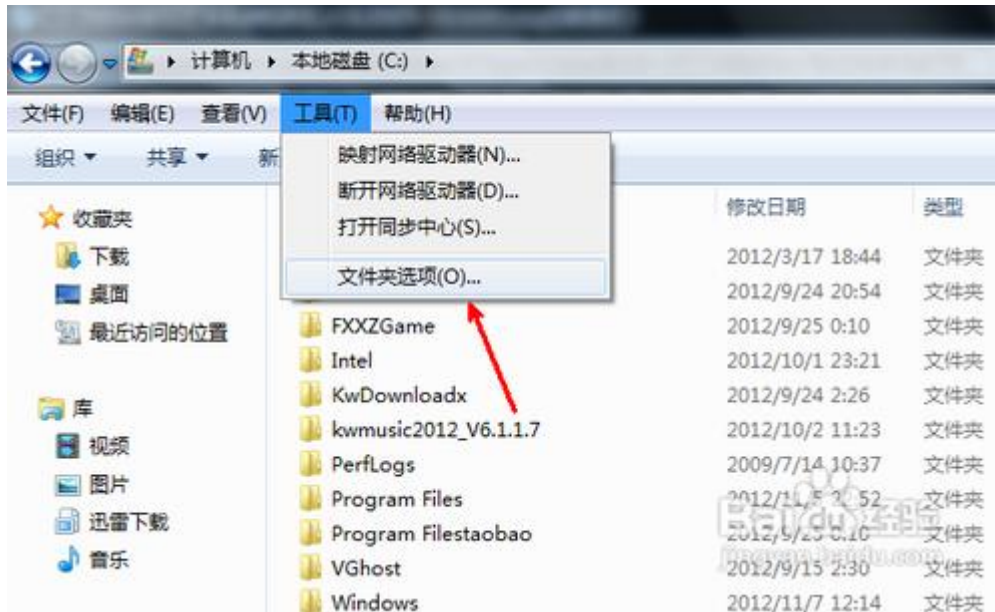 计算机 本地磁盘 (C:)
文件(F) 编辑(E) 查看(V) 工具(T) 帮助(H)
组织 共享 新
映射网络驱动器(N)...
断开网络驱动器(D)...
打开同步中心(S)...
文件夹选项(O)...
收藏夹
下载
桌面
最近访问的位置
库
视频
图片
迅雷下载
音乐
修改日期 类型
2012/3/17 18:44 文件夹
2012/9/24 20:54 文件夹
FXXZGame 2012/9/25 0:10 文件夹
Intel 2012/10/1 23:21 文件夹
KwDownloadx 2012/9/24 2:26 文件夹
kwmusic2012_V6.1.1.7 2012/10/2 11:23 文件夹
PerfLogs 2009/7/14 10:37 文件夹
Program Files 文件夹
Program Filestaobao 文件夹
VGhost 2012/9/15 2:30 文件夹
Windows 2012/11/7 12:14 文件夹
Baidu 经验
jingyan.baidu.com